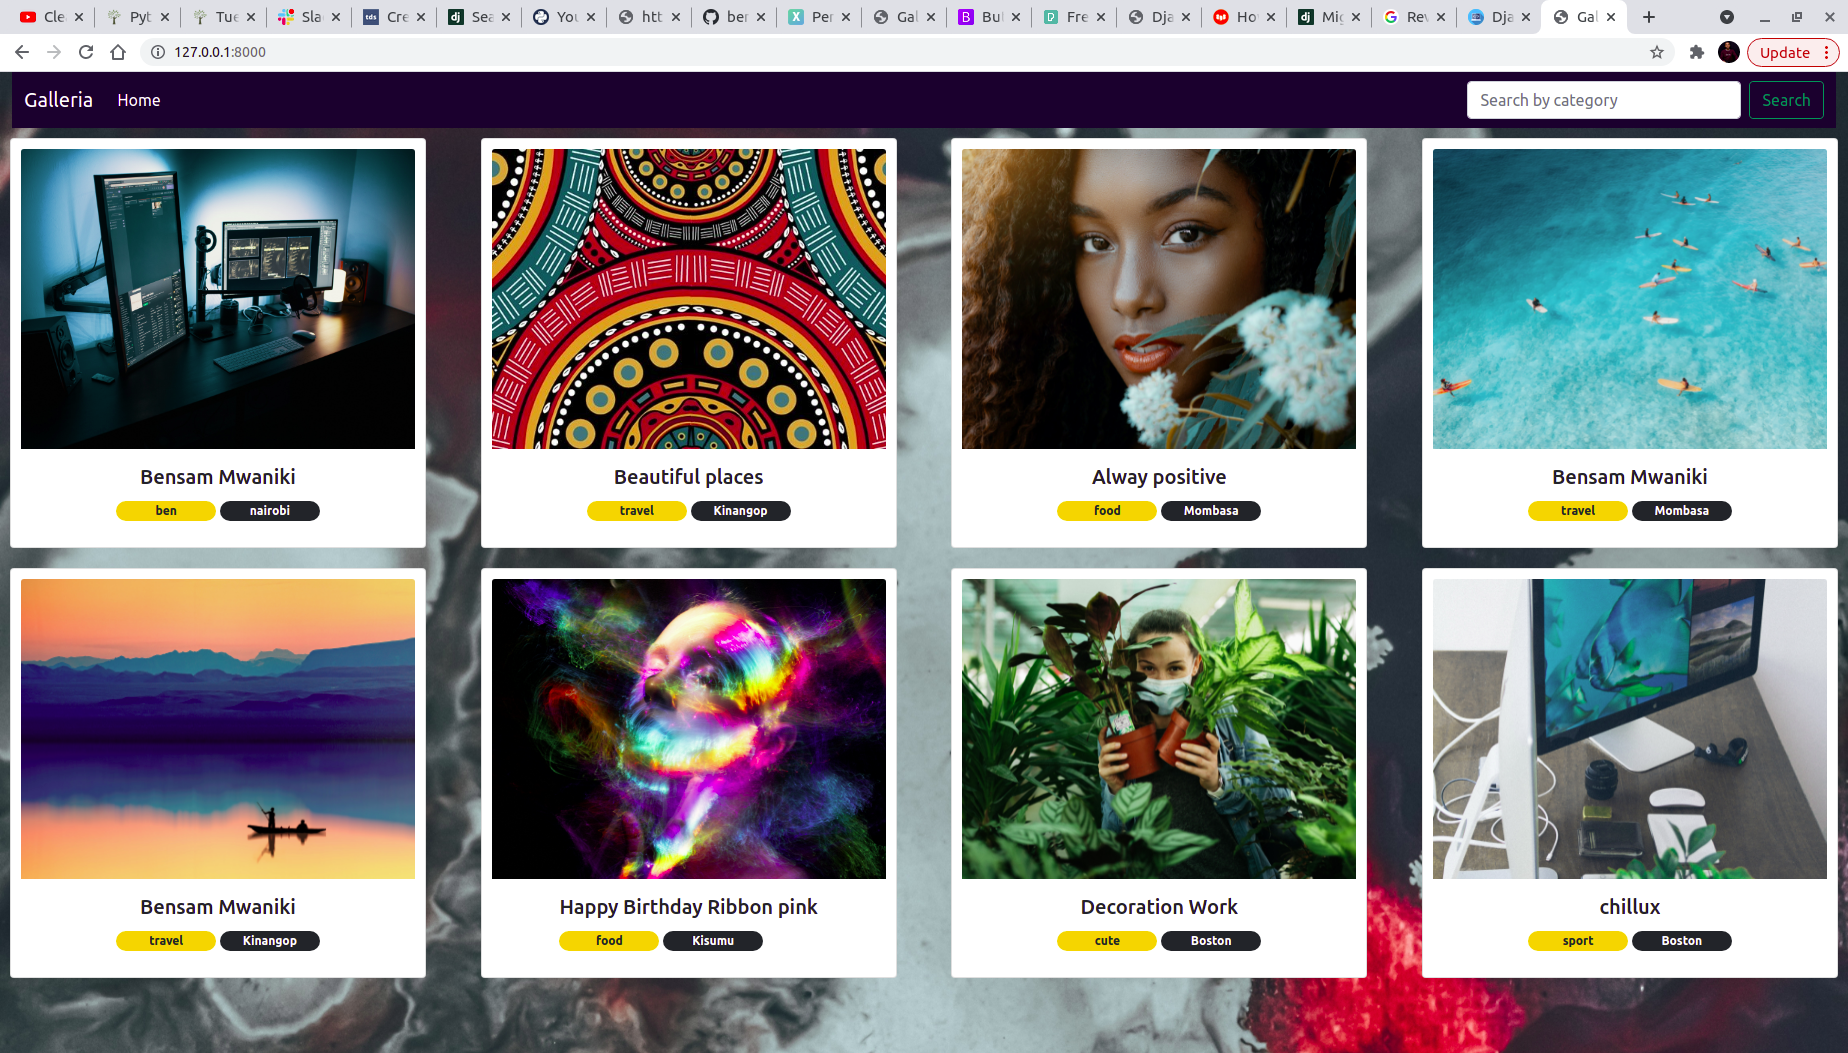 Cle
Pyt
Tue
Slac
Cre
Sea
You
htt
ber
Per
Gal
But
Fre
Dja
Ho
Mig
Rev
Dja
Gal
127.0.0.1:8000
Update
Galleria
Home
Search by category
Search
Bensam Mwaniki
ben nairobi
Beautiful places
travel Kinangop
Alway positive
food Mombasa
Bensam Mwaniki
travel Mombasa
Bensam Mwaniki
travel Kinangop
Happy Birthday Ribbon pink
food Kisumu
Decoration Work
cute Boston
chillux
sport Boston